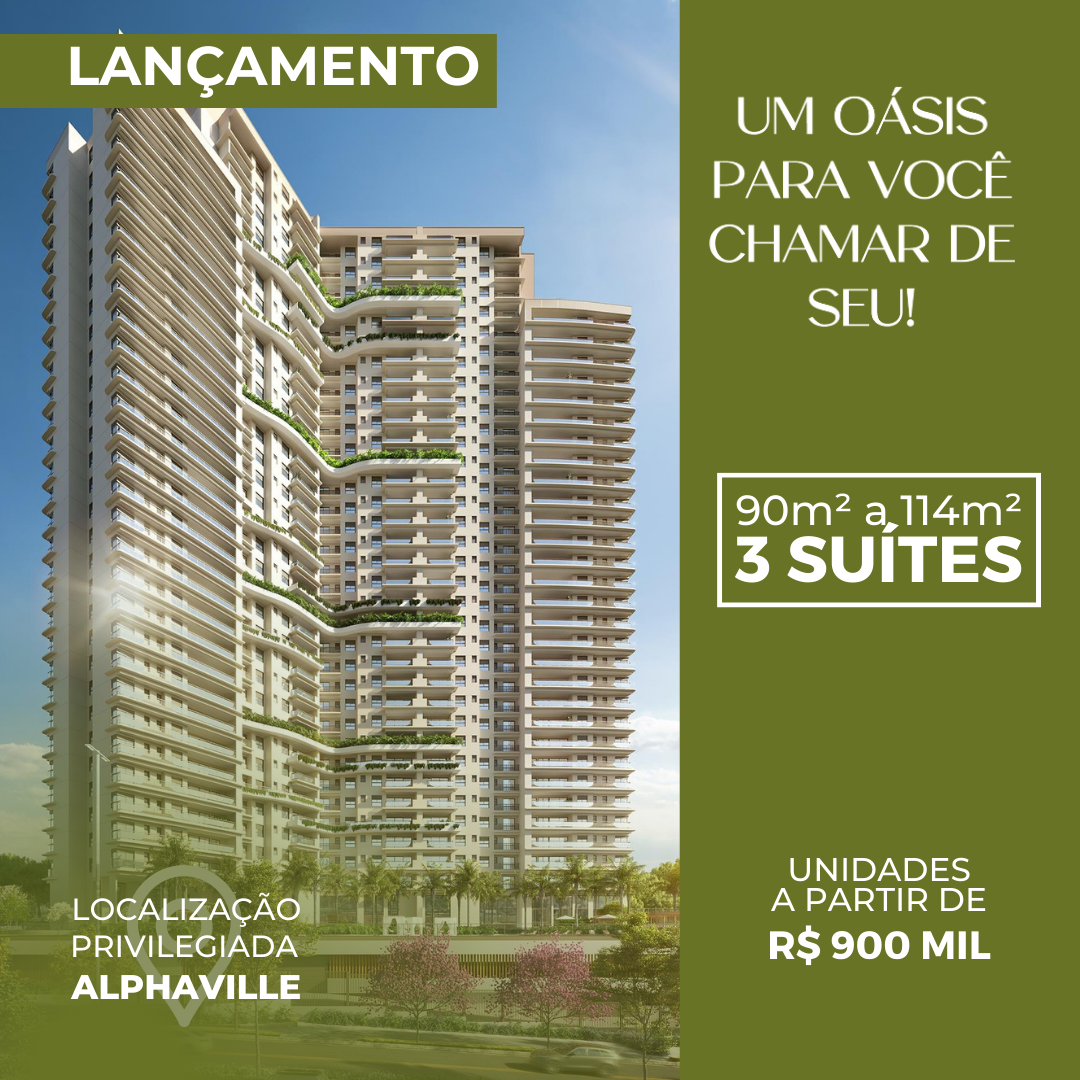 LANÇAMENTO
UM OÁSIS
PARA VOCÊ
CHAMAR DE
SEU!
90m² a 114m²
3 SUÍTES
UNIDADES
A PARTIR DE
R$ 900 MIL
LOCALIZAÇÃO
PRIVILEGIADA
ALPHAVILLE